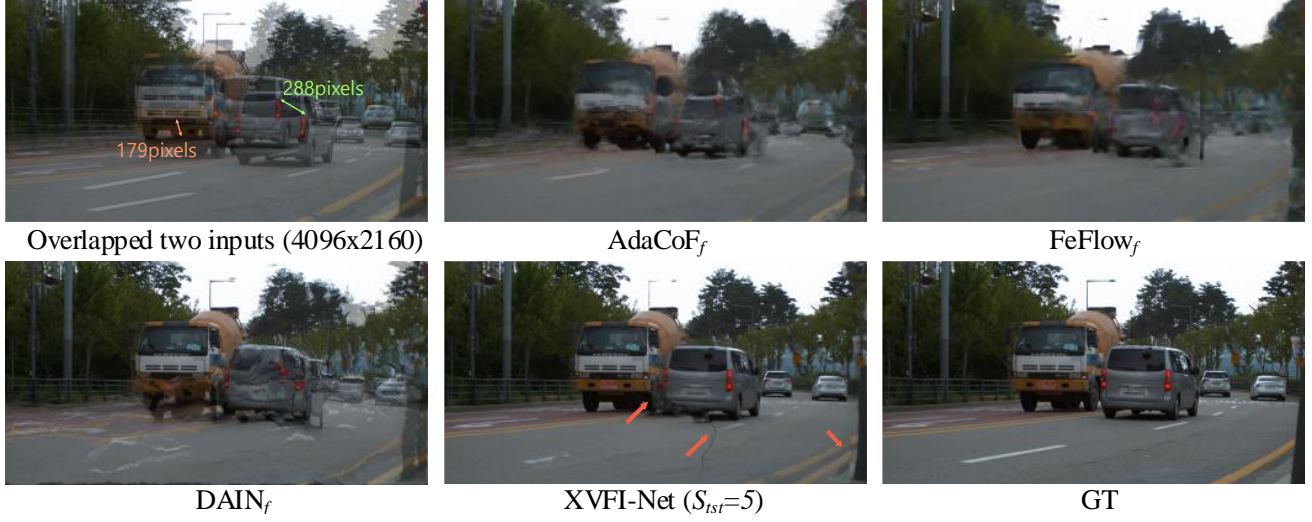 288pixels
179pixels
Overlapped two inputs (4096x2160)
AdaCoF_f
FeFlow_f
DAIN_f
XVFI-Net (S_tst=5)
GT